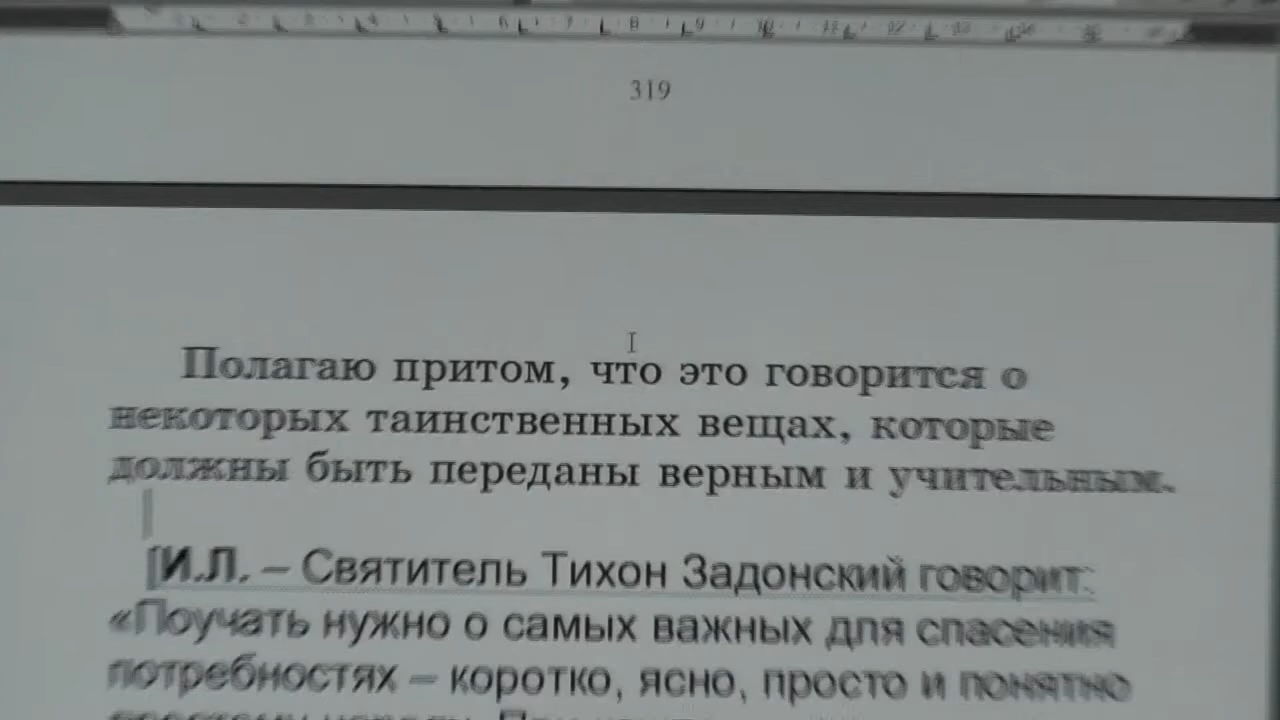 319
Полагаю притом, что это говорится о
некоторых таинственных вещах, которые
должны быть переданы верным и учительным.
[И.Л. – Святитель Тихон Задонский говорит:
«Поучать нужно о самых важных для спасения
потребностях – коротко, ясно, просто и понятно